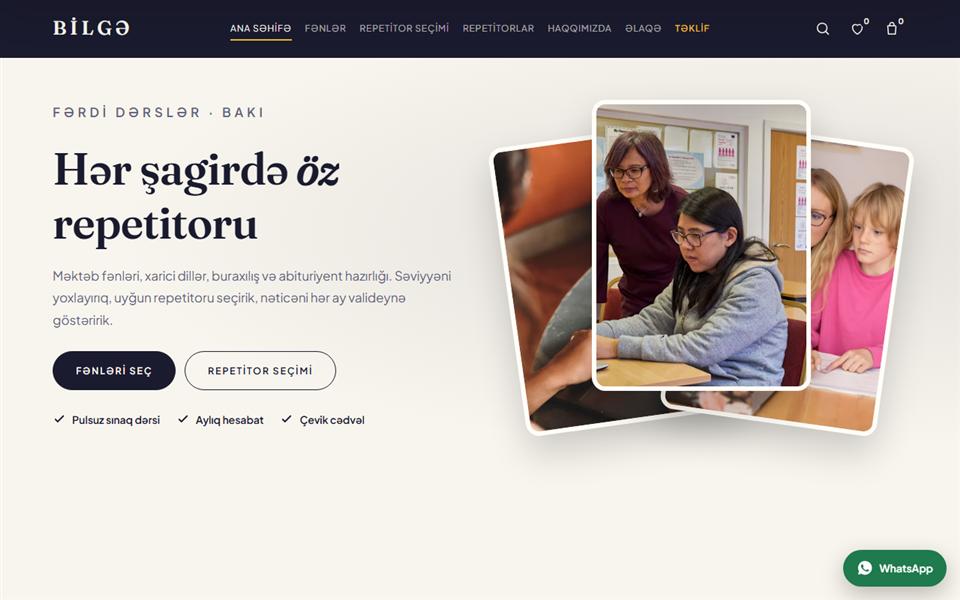 BİLGƏ
ANA SƏHİFƏ FƏNLƏR REPETİTOR SEÇİMİ REPETİTORLAR HAQQIMIZDA ƏLAQƏ TƏKLİF
0 0
FƏRDİ DƏRSLƏR · BAKI
Hər şagirdə öz
repetitoru
Məktəb fənləri, xarici dillər, buraxılış və abituriyent hazırlığı. Səviyyəni
yoxlayırıq, uyğun repetitoru seçirik, nəticəni hər ay valideynə
göstəririk.
FƏNLƏRİ SEÇ REPETİTOR SEÇİMİ
Pulsuz sınaq dərsi Aylıq hesabat Çevik cədvəl
WhatsApp